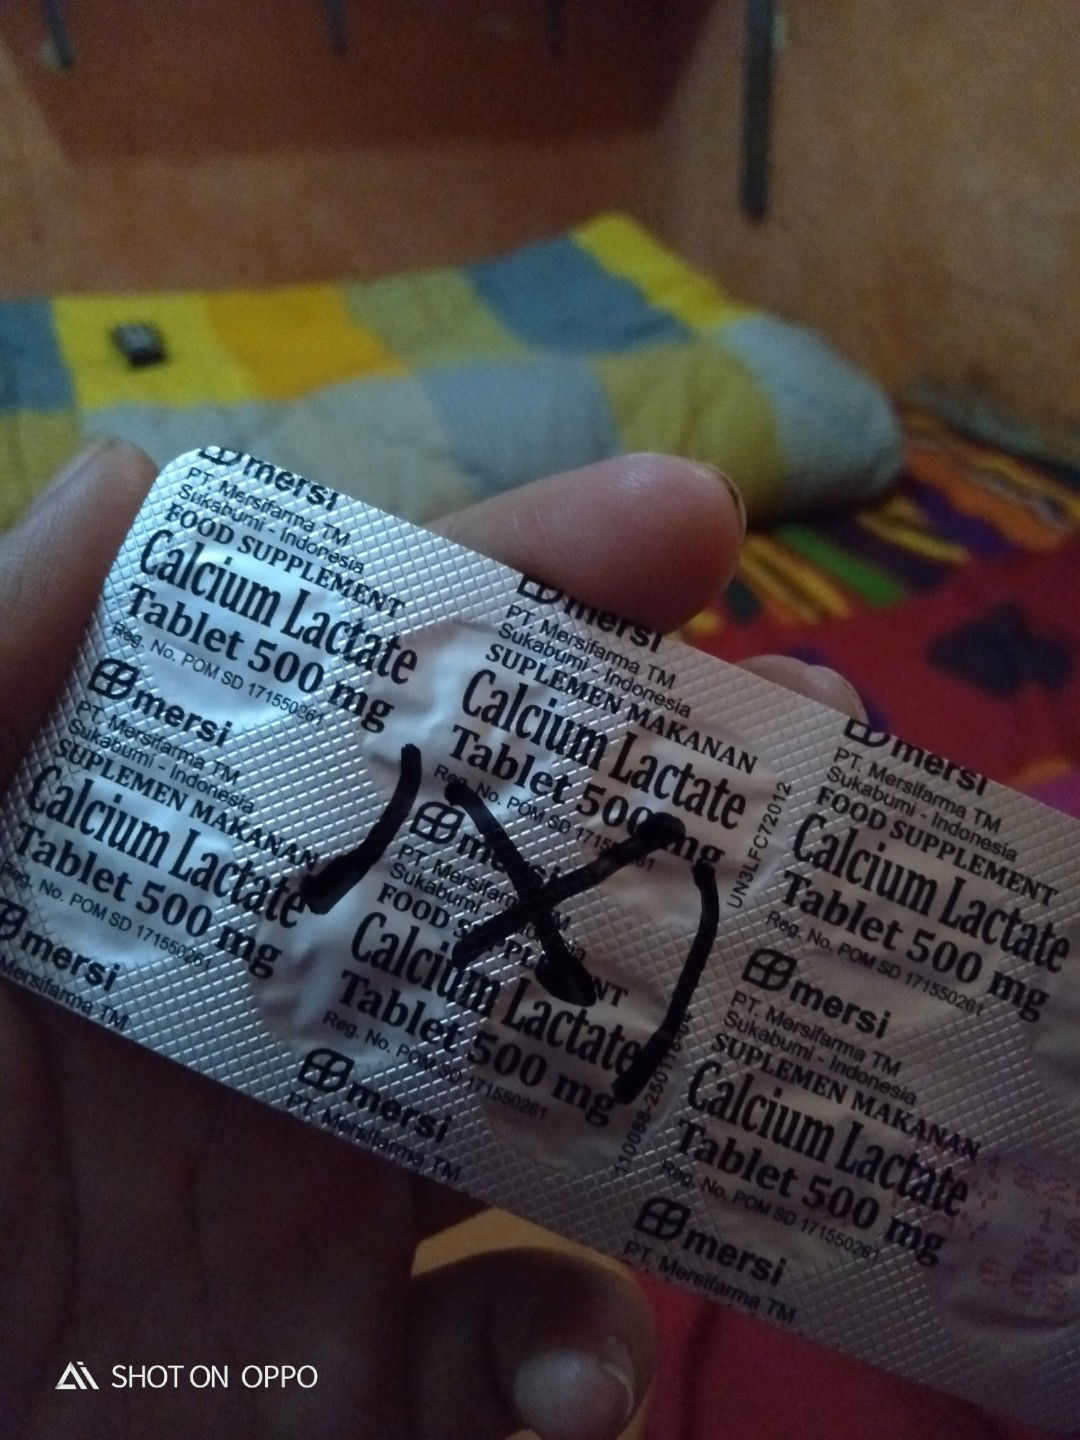 mersi
PT. Mersifarma TM
Sukabumi - Indonesia
FOOD SUPPLEMENT
Calcium Lactate
Tablet 500 mg
Reg. No. POM SD 171550261
mersi
PT. Mersifarma TM
Sukabumi - Indonesia
SUPLEMEN MAKANAN
Calcium Lactate
Tablet 500 mg
Reg. No. POM SD 171550261
mersi
Mersifarma TM
mersi
PT. Mersifarma TM
Sukabumi - Indonesia
SUPLEMEN MAKANAN
Calcium Lactate
Tablet 500 mg
Reg. No. POM SD 171550261
mersi
PT. Mersifarma TM
Sukabumi - Indonesia
FOOD SUPPLEMENT
Calcium Lactate
Tablet 500 mg
Reg. No. POM SD 171550261
mersi
PT. Mersifarma TM
(X)
UN3LFC722012
mersi
PT. Mersifarma TM
Sukabumi - Indonesia
FOOD SUPPLEMENT
Calcium Lactate
Tablet 500 mg
Reg. No. POM SD 171550261
mersi
PT. Mersifarma TM
Sukabumi - Indonesia
SUPLEMEN MAKANAN
Calcium Lactate
Tablet 500 mg
Reg. No. POM SD 171550261
mersi
PT. Mersifarma TM
SHOT ON OPPO